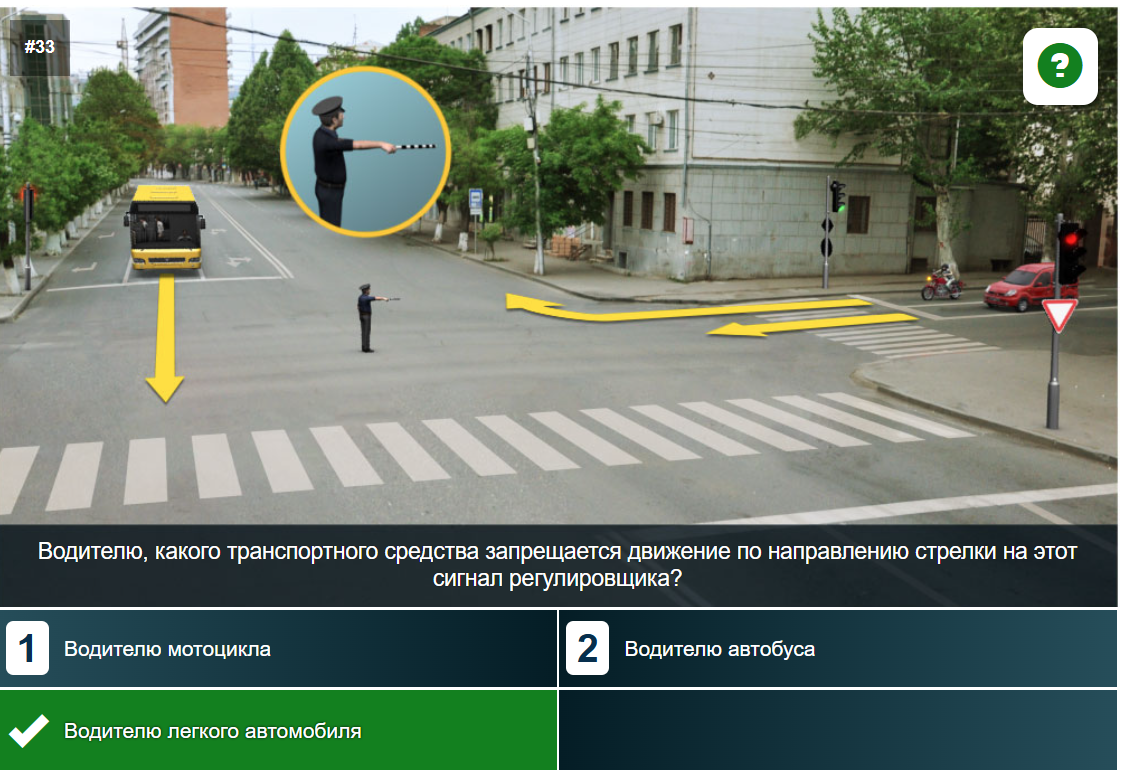 #33
?
Водителю, какого транспортного средства запрещается движение по направлению стрелки на этот
сигнал регулировщика?
1 Водителю мотоцикла
2 Водителю автобуса
Водителю легкого автомобиля